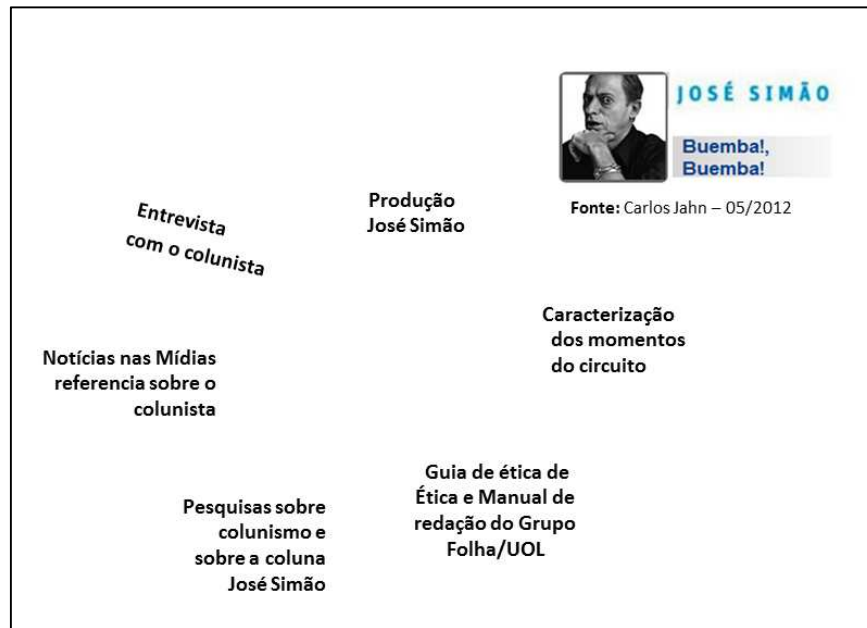 JOSÉ SIMÃO
Buemba!,
Buemba!
Fonte: Carlos Jahn – 05/2012
Produção
José Simão
Entrevista
com o colunista
Caracterização
dos momentos
do circuito
Notícias nas Mídias
referencia sobre o
colunista
Guia de ética de
Ética e Manual de
redação do Grupo
Folha/UOL
Pesquisas sobre
colunismo e
sobre a coluna
José Simão